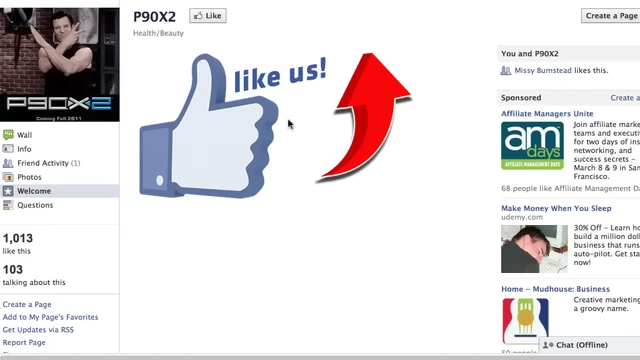 P90X2
Like
Create a Page
Health/Beauty
like us!
P90X2
Coming Fall 2011
Wall
Info
Friend Activity (1)
Photos
Welcome
Questions
1,013
like this
103
talking about this
Create a Page
Add to My Page's Favorites
Get Updates via RSS
Report Page
You and P90X2
Missy Bumstead likes this.
Sponsored
Create a
Affiliate Managers Unite
am
days
AFFILIATE MANAGEMENT DAYS
Join affiliate marke
teams and executiv
for two days of ins
networking, and
success secrets -
March 8 & 9 in San
Francisco.
68 people like Affiliate Management Da
Make Money When You Sleep
udemy.com
30% Off - Learn ho
build a million doll
business that runs
auto-pilot. Get sta
now!
Home - Mudhouse: Business
Creative marketing
a groovy name.
Chat (Offline)